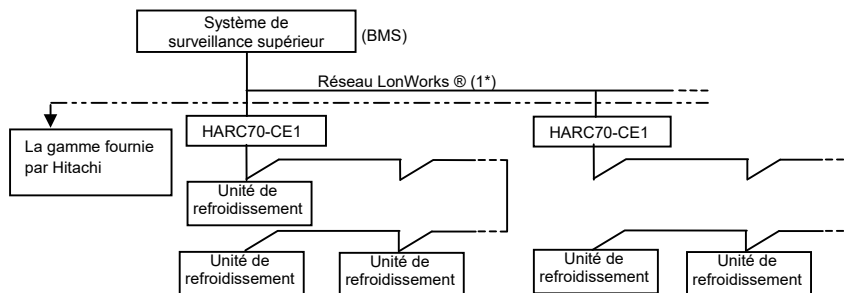 Système de
surveillance supérieur
(BMS)
Réseau LonWorks ® (1*)
La gamme fournie
par Hitachi
HARC70-CE1
HARC70-CE1
Unité de
refroidissement
Unité de
refroidissement
Unité de
refroidissement
Unité de
refroidissement
Unité de
refroidissement